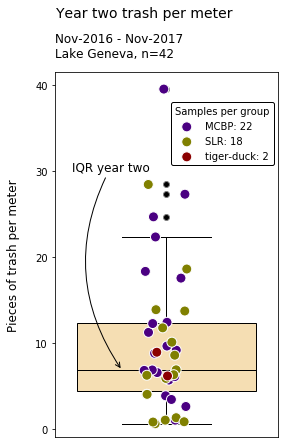 Year two trash per meter
Nov-2016 - Nov-2017
Lake Geneva, n=42
Pieces of trash per meter
40
30
20
10
0
Samples per group
MCBP: 22
SLR: 18
tiger-duck: 2
IQR year two